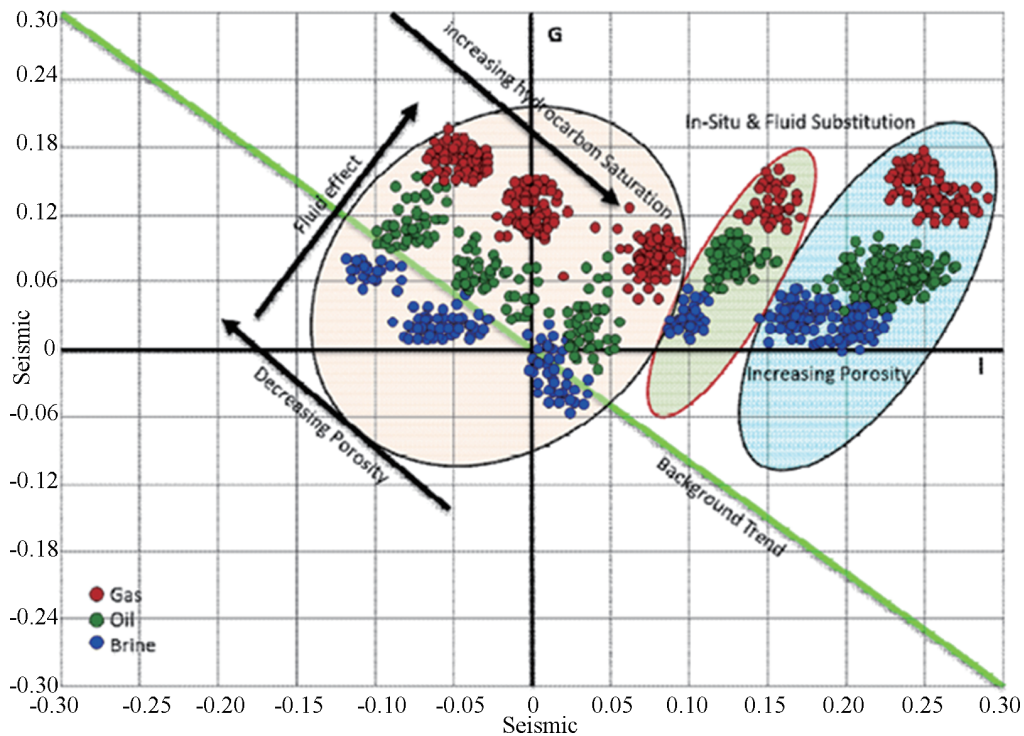 0.30
0.24
0.18
0.12
0.06
0
-0.06
-0.12
-0.18
-0.24
-0.30
Seismic
G
increasing hydrocarbon Saturation
In-Situ & Fluid Substitution
Fluid effect
I
Increasing Porosity
Decreasing Porosity
Background Trend
Gas
Oil
Brine
-0.30 -0.25 -0.20 -0.15 -0.10 -0.05 0 0.05 0.10 0.15 0.20 0.25 0.30
Seismic